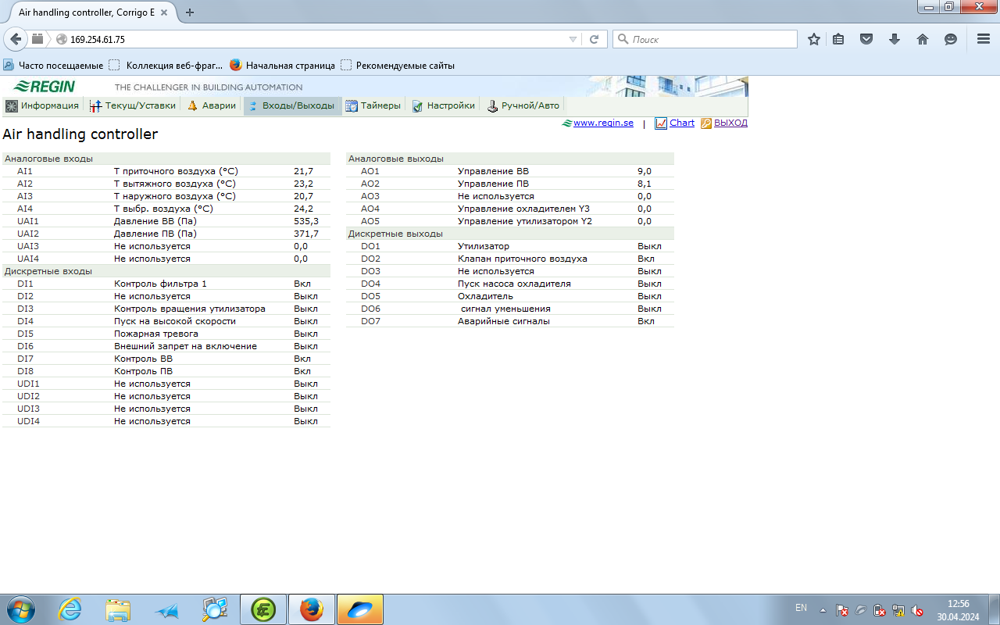 Air handling controller, Corrigo E
169.254.61.75
Поиск
Часто посещаемые
Коллекция веб-фраг...
Начальная страница
Рекомендуемые сайты
REGIN THE CHALLENGER IN BUILDING AUTOMATION
Информация Текущ/Уставки Аварии Входы/Выходы Таймеры Настройки Ручной/Авто
www.regin.se | Chart ВЫХОД
Air handling controller
Аналоговые входы
AI1 Т приточного воздуха (°C) 21,7
AI2 Т вытяжного воздуха (°C) 23,2
AI3 Т наружного воздуха (°C) 20,7
AI4 Т выбр. воздуха (°C) 24,2
UAI1 Давление ВВ (Па) 535,3
UAI2 Давление ПВ (Па) 371,7
UAI3 Не используется 0,0
UAI4 Не используется 0,0
Дискретные входы
DI1 Контроль фильтра 1 Вкл
DI2 Не используется Выкл
DI3 Контроль вращения утилизатора Выкл
DI4 Пуск на высокой скорости Выкл
DI5 Пожарная тревога Выкл
DI6 Внешний запрет на включение Выкл
DI7 Контроль ВВ Вкл
DI8 Контроль ПВ Вкл
UDI1 Не используется Выкл
UDI2 Не используется Выкл
UDI3 Не используется Выкл
UDI4 Не используется Выкл
Аналоговые выходы
AO1 Управление ВВ 9,0
AO2 Управление ПВ 8,1
AO3 Не используется 0,0
AO4 Управление охладителем Y3 0,0
AO5 Управление утилизатором Y2 0,0
Дискретные выходы
DO1 Утилизатор Выкл
DO2 Клапан приточного воздуха Вкл
DO3 Не используется Выкл
DO4 Пуск насоса охладителя Выкл
DO5 Охладитель Выкл
DO6 сигнал уменьшения Выкл
DO7 Аварийные сигналы Вкл
EN
12:56
30.04.2024